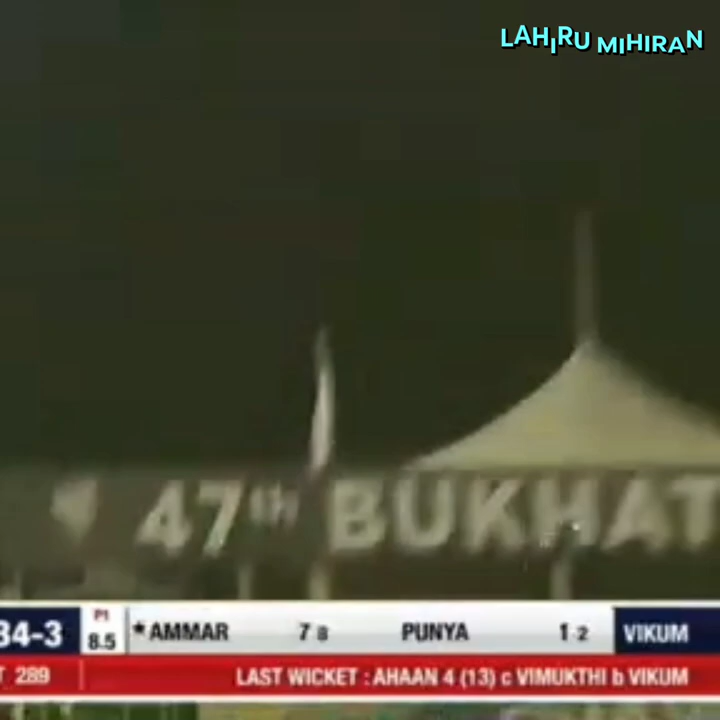 LAHIRU MIHIRAN
47th BUKHAT
34-3 P1 8.5 *AMMAR 7 8 PUNYA 1-2 VIKUM
T 289 LAST WICKET : AHAAN 4 (13) c VIMUKTHI b VIKUM